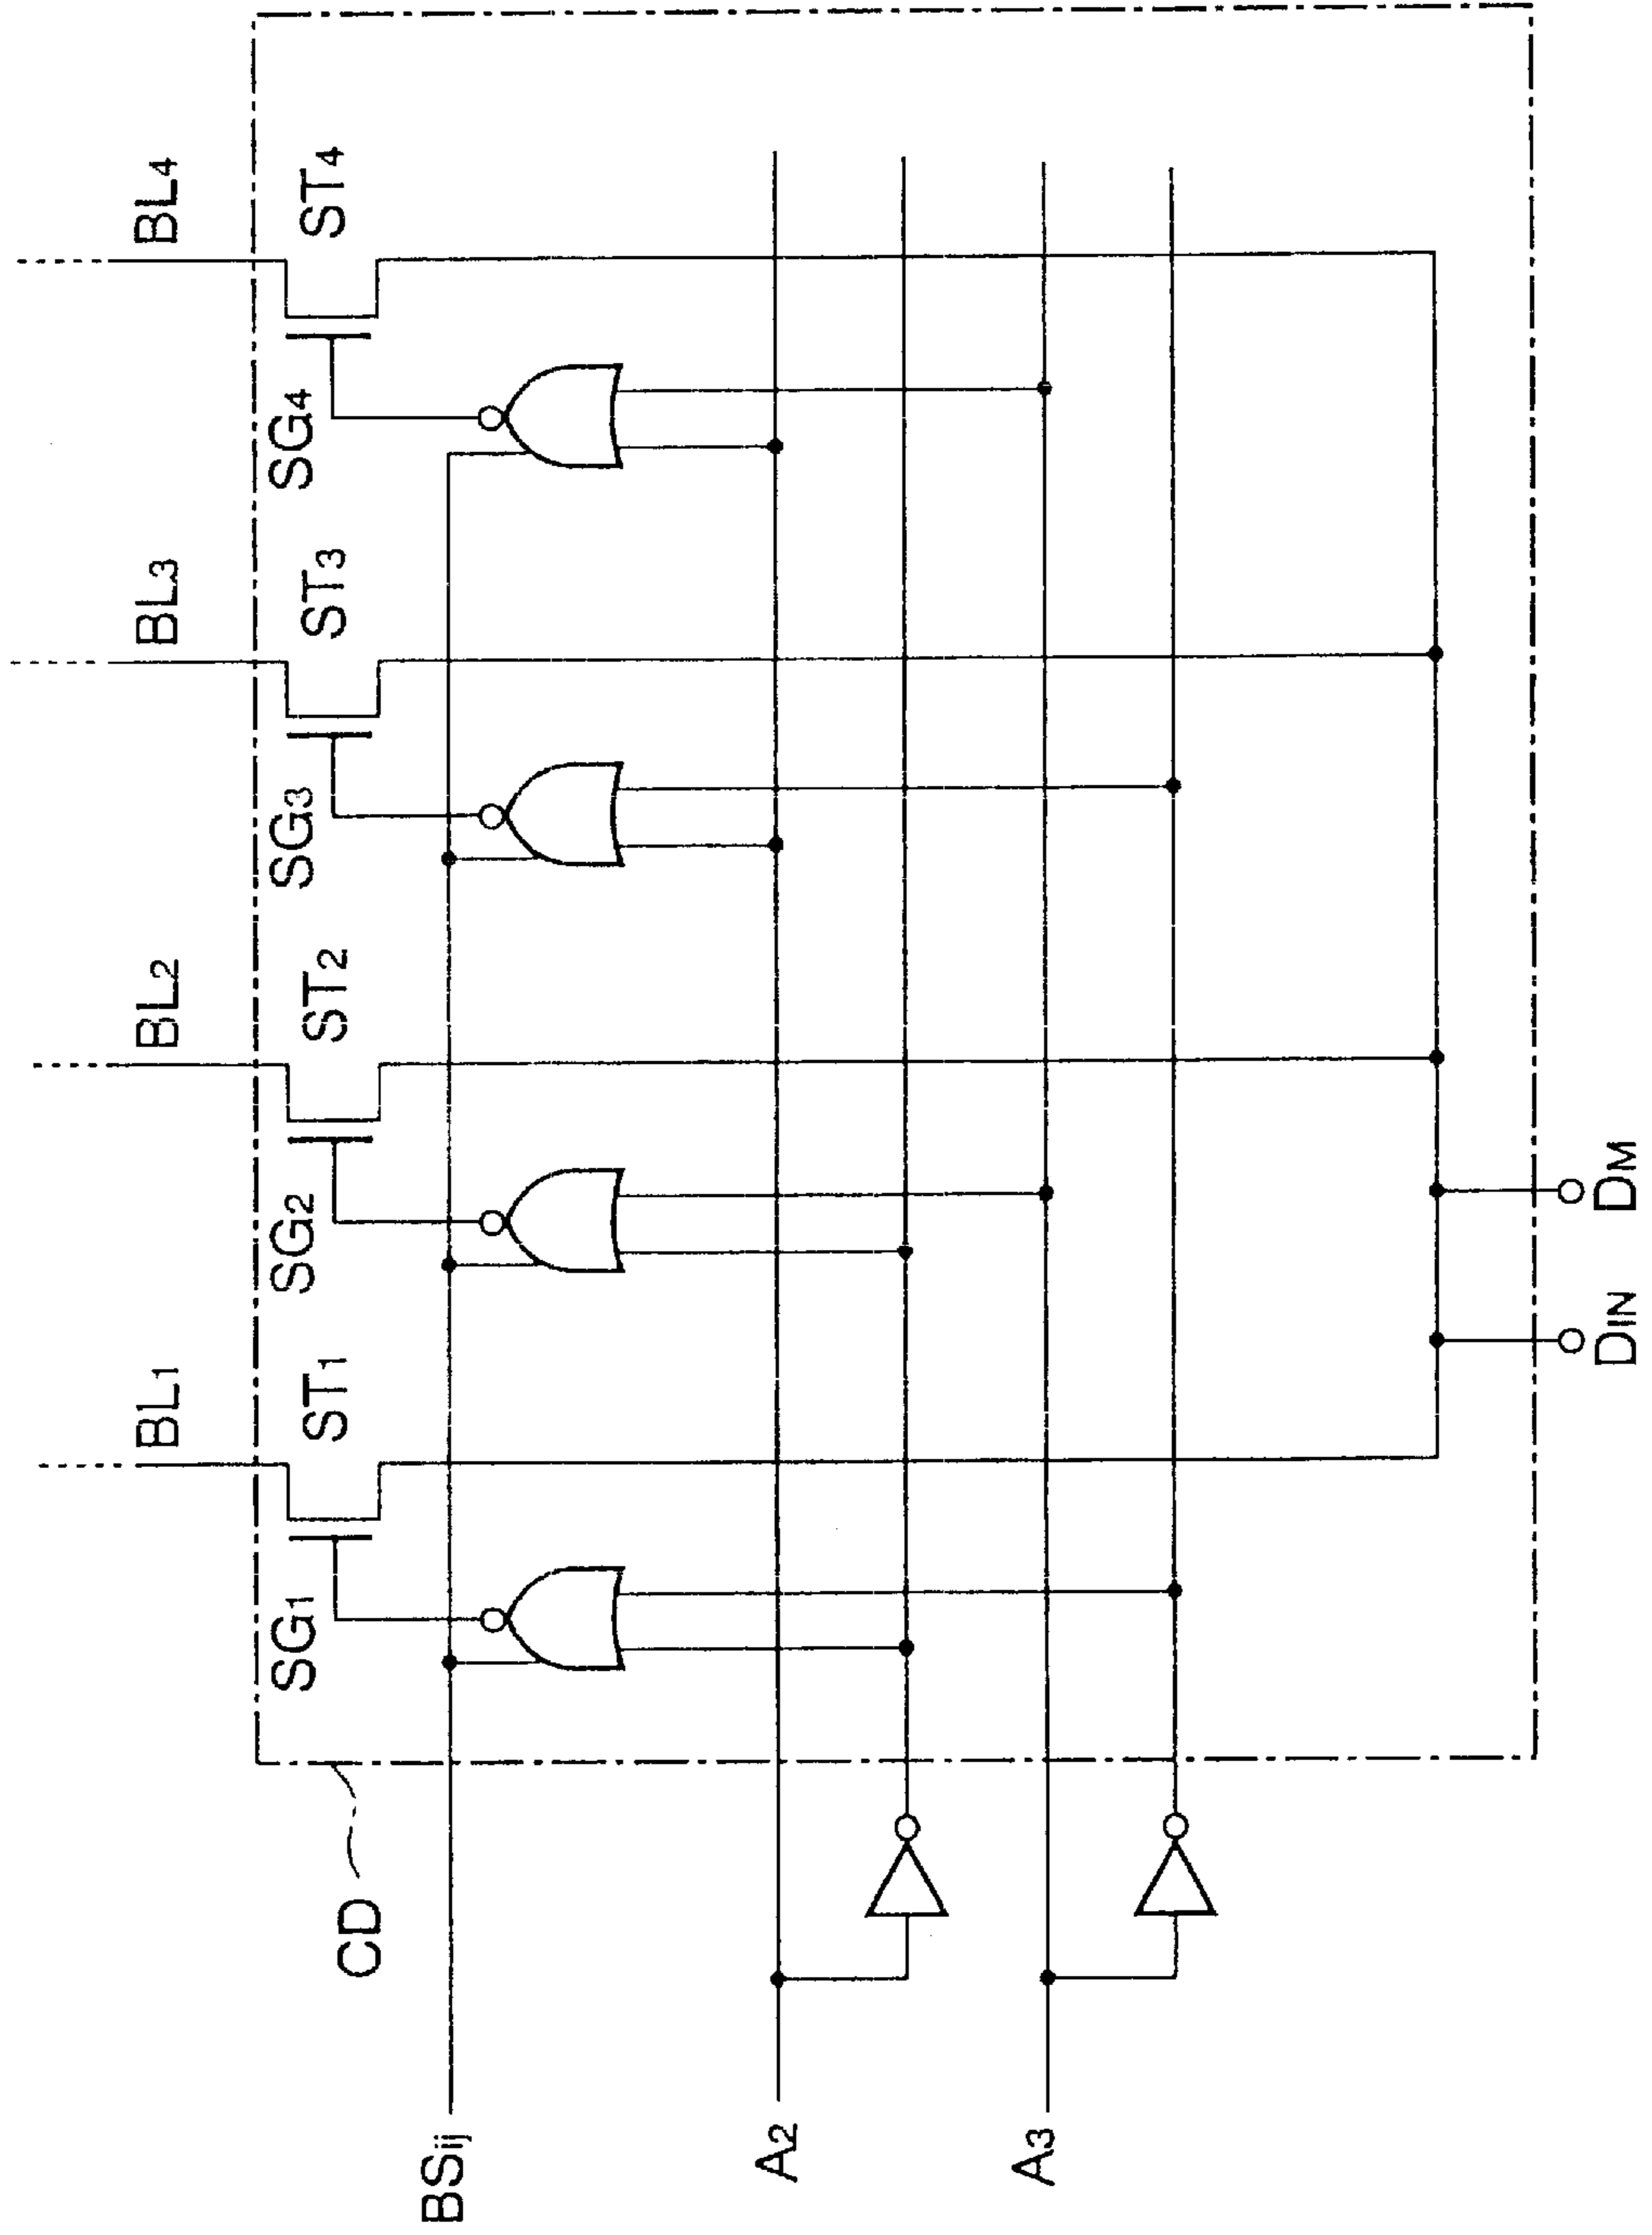 BL1
BL2
BL3
BL4
ST1
ST2
ST3
ST4
SG1
SG2
SG3
SG4
CD
BSij
A2
A3
DIN
DM